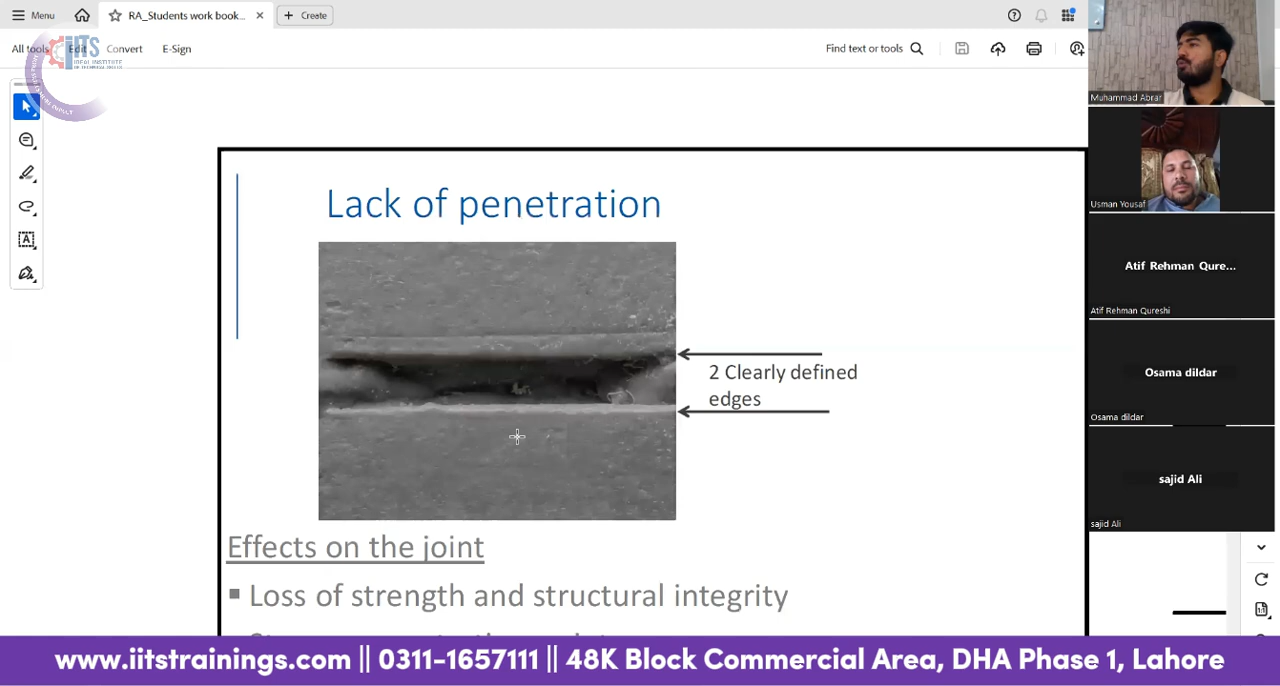 Menu
RA_Students work book...
Create
All tools
Edit
Convert
E-Sign
Find text or tools
IITS
IDEAL INSTITUTE
Lack of penetration
2 Clearly defined
edges
Effects on the joint
▪ Loss of strength and structural integrity
Muhammad Abrar
Usman Yousaf
Atif Rehman Qure...
Atif Rehman Qureshi
Osama dildar
Osama dildar
sajid Ali
sajid Ali
www.iitstrainings.com || 0311-1657111 || 48K Block Commercial Area, DHA Phase 1, Lahore